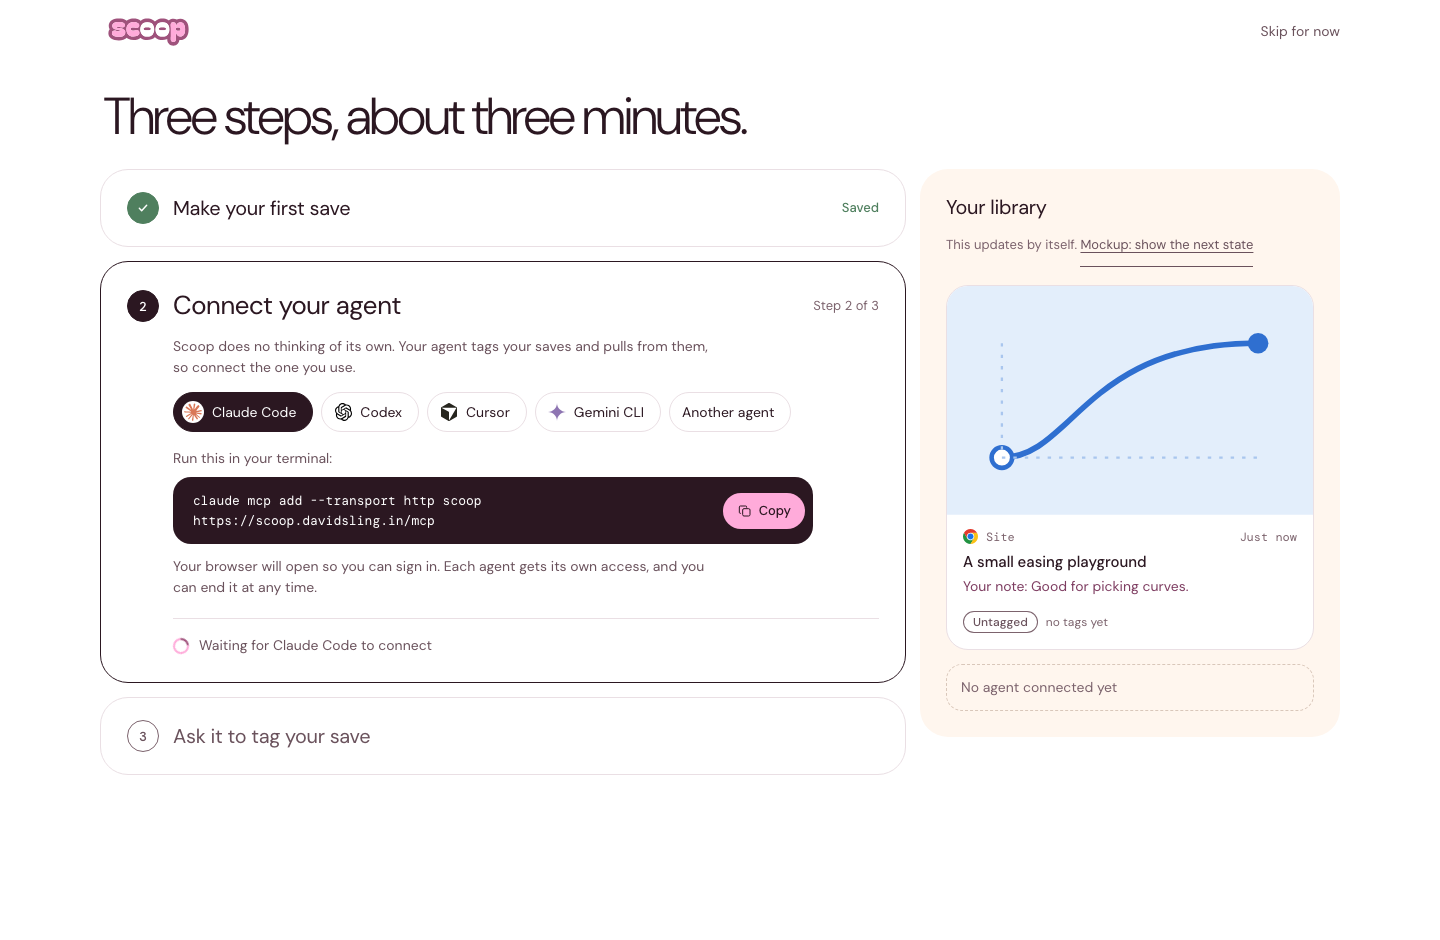 scoop
Skip for now
Three steps, about three minutes.
Make your first save
Saved
2
Connect your agent
Step 2 of 3
Scoop does no thinking of its own. Your agent tags your saves and pulls from them,
so connect the one you use.
Claude Code
Codex
Cursor
Gemini CLI
Another agent
Run this in your terminal:
claude mcp add --transport http scoop
https://scoop.davidsling.in/mcp
Copy
Your browser will open so you can sign in. Each agent gets its own access, and you
can end it at any time.
Waiting for Claude Code to connect
3
Ask it to tag your save
Your library
This updates by itself. Mockup: show the next state
Site
Just now
A small easing playground
Your note: Good for picking curves.
Untagged
no tags yet
No agent connected yet